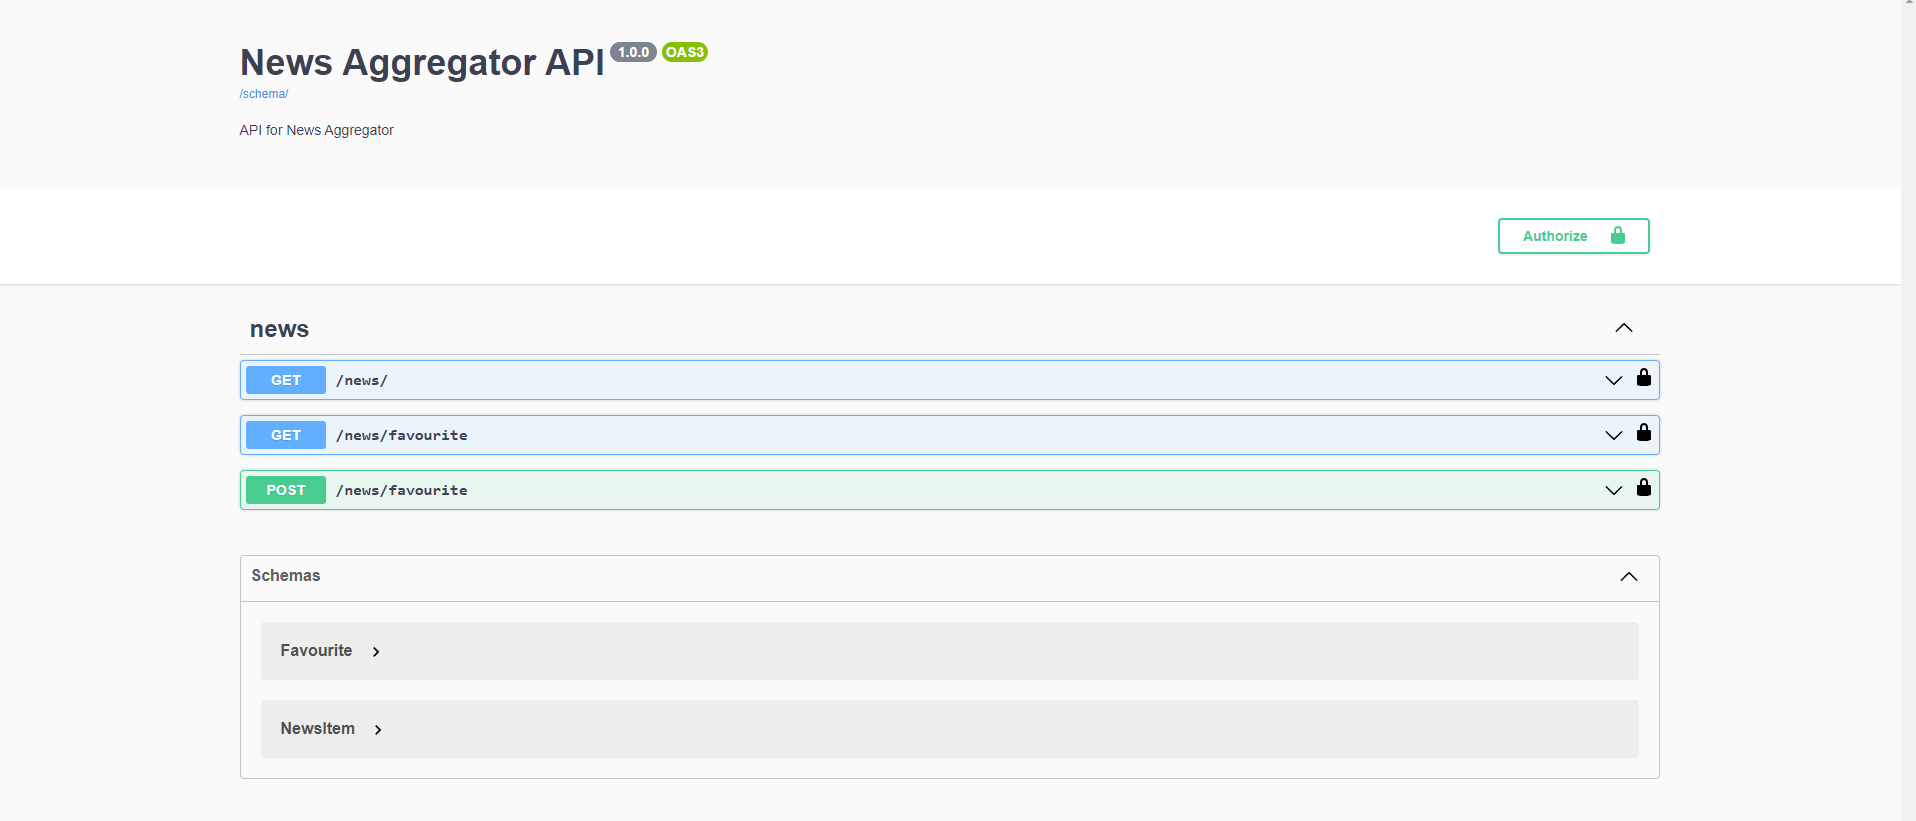 News Aggregator API 1.0.0 OAS3
/schema/
API for News Aggregator
Authorize
news
GET /news/
GET /news/favourite
POST /news/favourite
Schemas
Favourite
NewsItem